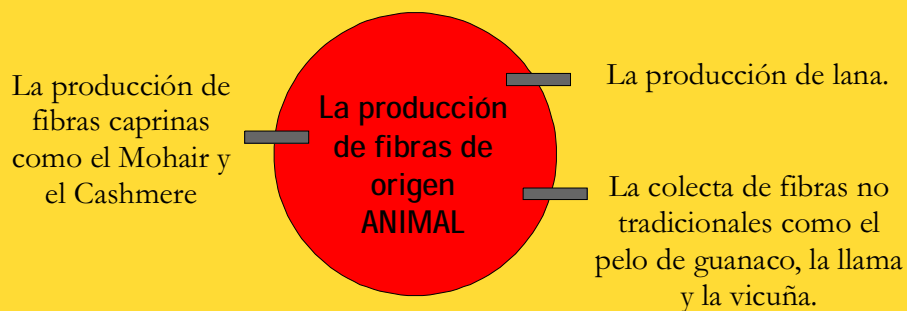 La producción de
fibras caprinas
como el Mohair y
el Cashmere
La producción
de fibras de
origen
ANIMAL
La producción de lana.
La colecta de fibras no
tradicionales como el
pelo de guanaco, la llama
y la vicuña.